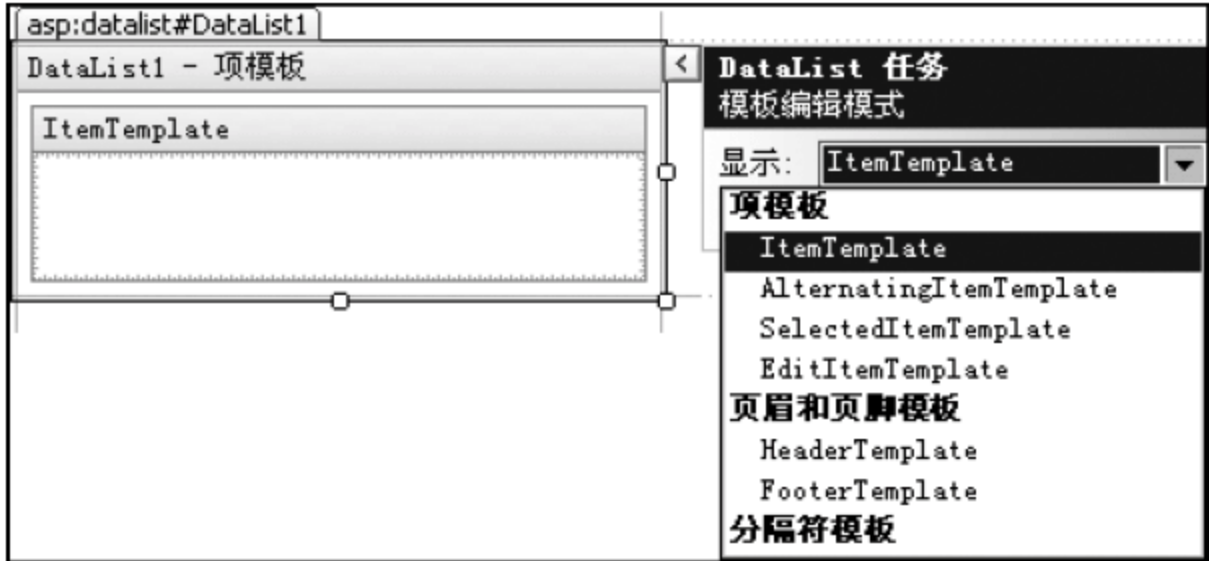 asp:datalist#DataList1
DataList1 - 项模板
ItemTemplate
DataList 任务
模板编辑模式
显示: ItemTemplate
项模板
ItemTemplate
AlternatingItemTemplate
SelectedItemTemplate
EditItemTemplate
页眉和页脚模板
HeaderTemplate
FooterTemplate
分隔符模板